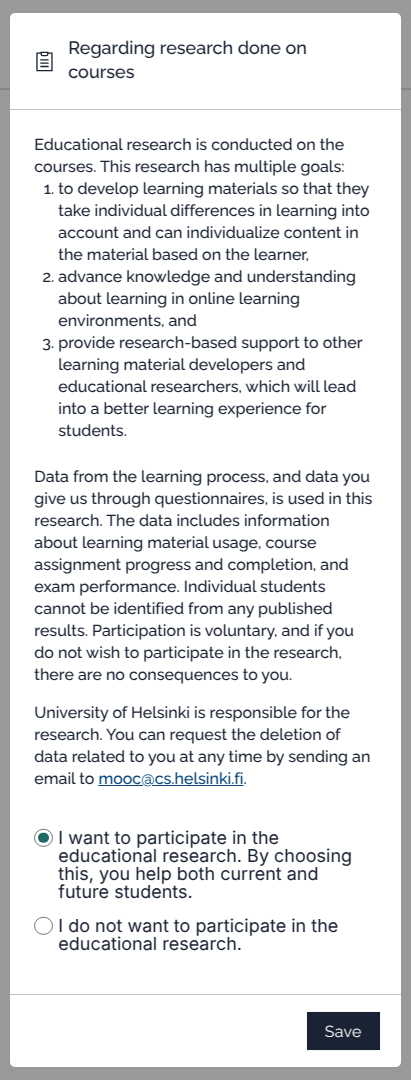 Regarding research done on
courses
Educational research is conducted on the
courses. This research has multiple goals:
1. to develop learning materials so that they
take individual differences in learning into
account and can individualize content in
the material based on the learner,
2. advance knowledge and understanding
about learning in online learning
environments, and
3. provide research-based support to other
learning material developers and
educational researchers, which will lead
into a better learning experience for
students.
Data from the learning process, and data you
give us through questionnaires, is used in this
research. The data includes information
about learning material usage, course
assignment progress and completion, and
exam performance. Individual students
cannot be identified from any published
results. Participation is voluntary, and if you
do not wish to participate in the research,
there are no consequences to you.
University of Helsinki is responsible for the
research. You can request the deletion of
data related to you at any time by sending an
email to mooc@cs.helsinki.fi.
I want to participate in the
educational research. By choosing
this, you help both current and
future students.
I do not want to participate in the
educational research.
Save